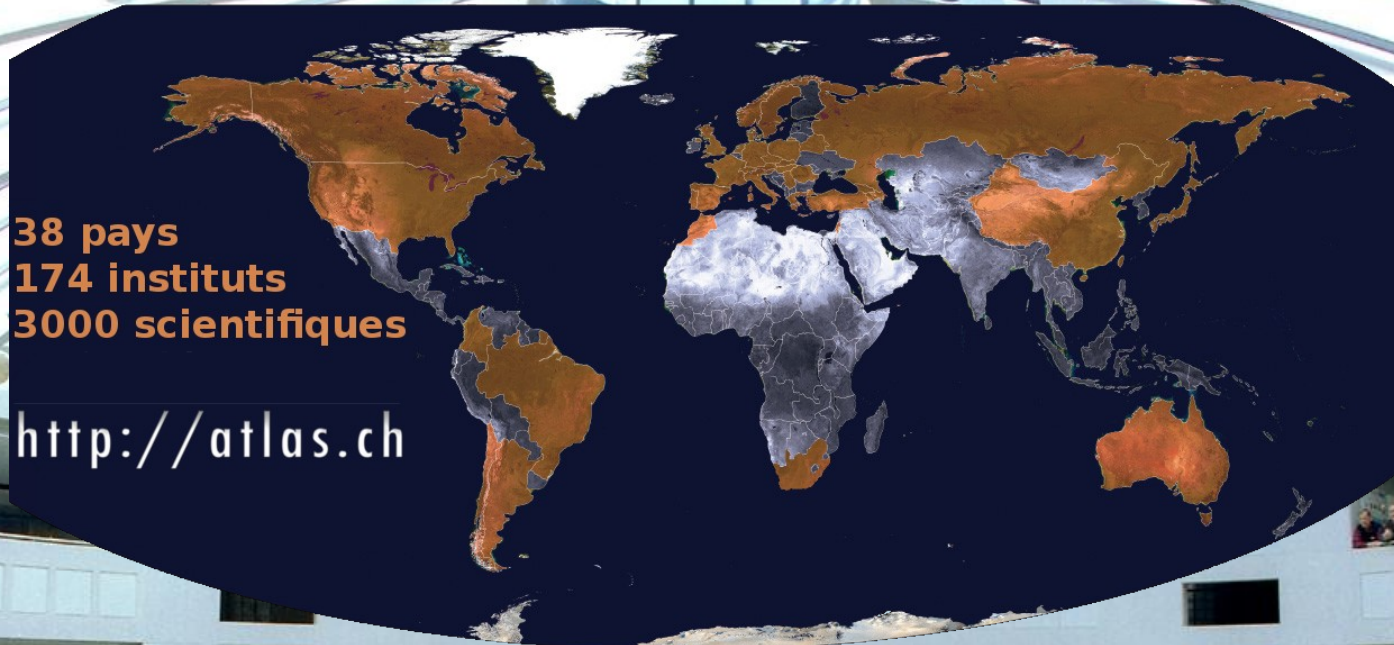 38 pays
174 instituts
3000 scientifiques
http://atlas.ch